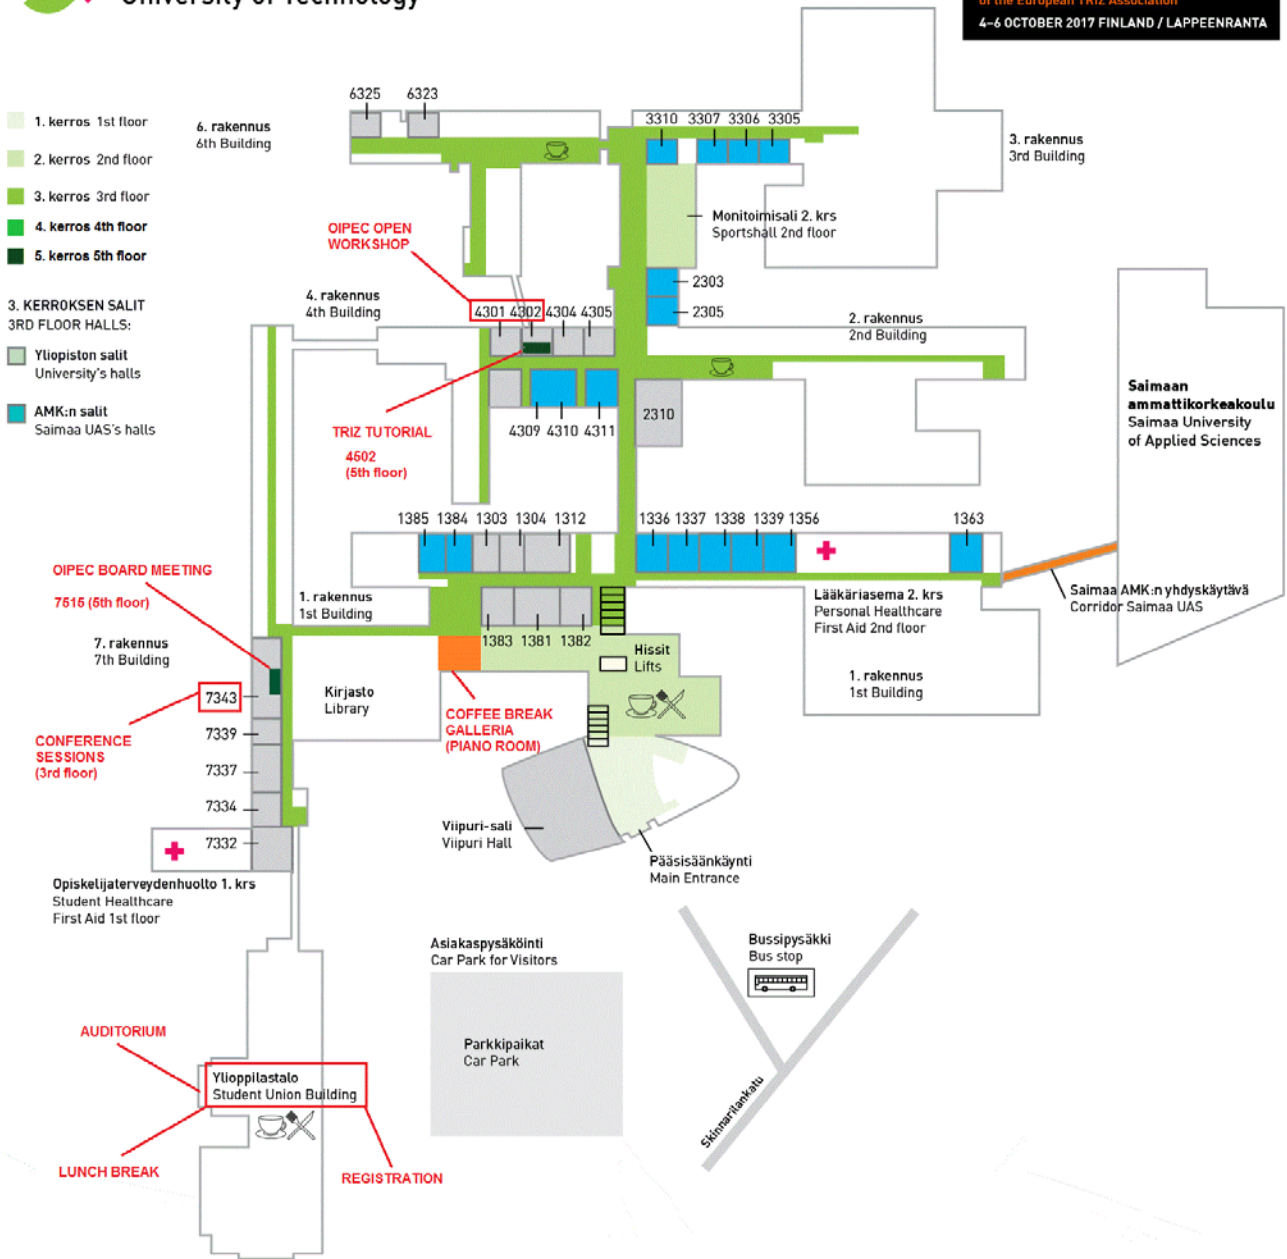 University of Technology
of the European TRIZ Association
4–6 OCTOBER 2017 FINLAND / LAPPEENRANTA
1. kerros 1st floor
2. kerros 2nd floor
3. kerros 3rd floor
4. kerros 4th floor
5. kerros 5th floor
3. KERROKSEN SALIT
3RD FLOOR HALLS:
Yliopiston salit
University's halls
AMK:n salit
Saimaa UAS's halls
6325
6323
6. rakennus
6th Building
3310
3307
3306
3305
3. rakennus
3rd Building
Monitoimisali 2. krs
Sportshall 2nd floor
OIPEC OPEN
WORKSHOP
2303
2305
4. rakennus
4th Building
4301
4302
4304
4305
2. rakennus
2nd Building
Saimaan
ammattikorkeakoulu
Saimaa University
of Applied Sciences
2310
4309
4310
4311
TRIZ TUTORIAL
4502
(5th floor)
1385
1384
1303
1304
1312
1336
1337
1338
1339
1356
1363
OIPEC BOARD MEETING
7515 (5th floor)
1. rakennus
1st Building
Lääkäriasema 2. krs
Personal Healthcare
First Aid 2nd floor
Saimaa AMK:n yhdyskäytävä
Corridor Saimaa UAS
1383
1381
1382
7. rakennus
7th Building
Hissit
Lifts
1. rakennus
1st Building
7343
Kirjasto
Library
COFFEE BREAK
GALLERIA
(PIANO ROOM)
CONFERENCE
SESSIONS
(3rd floor)
7339
7337
7334
7332
Viipuri-sali
Viipuri Hall
Pääsisäänkäynti
Main Entrance
Opiskelijaterveydenhuolto 1. krs
Student Healthcare
First Aid 1st floor
Asiakaspysäköinti
Car Park for Visitors
Bussipysäkki
Bus stop
Parkkipaikat
Car Park
Skinnarilankatu
AUDITORIUM
Ylioppilastalo
Student Union Building
LUNCH BREAK
REGISTRATION